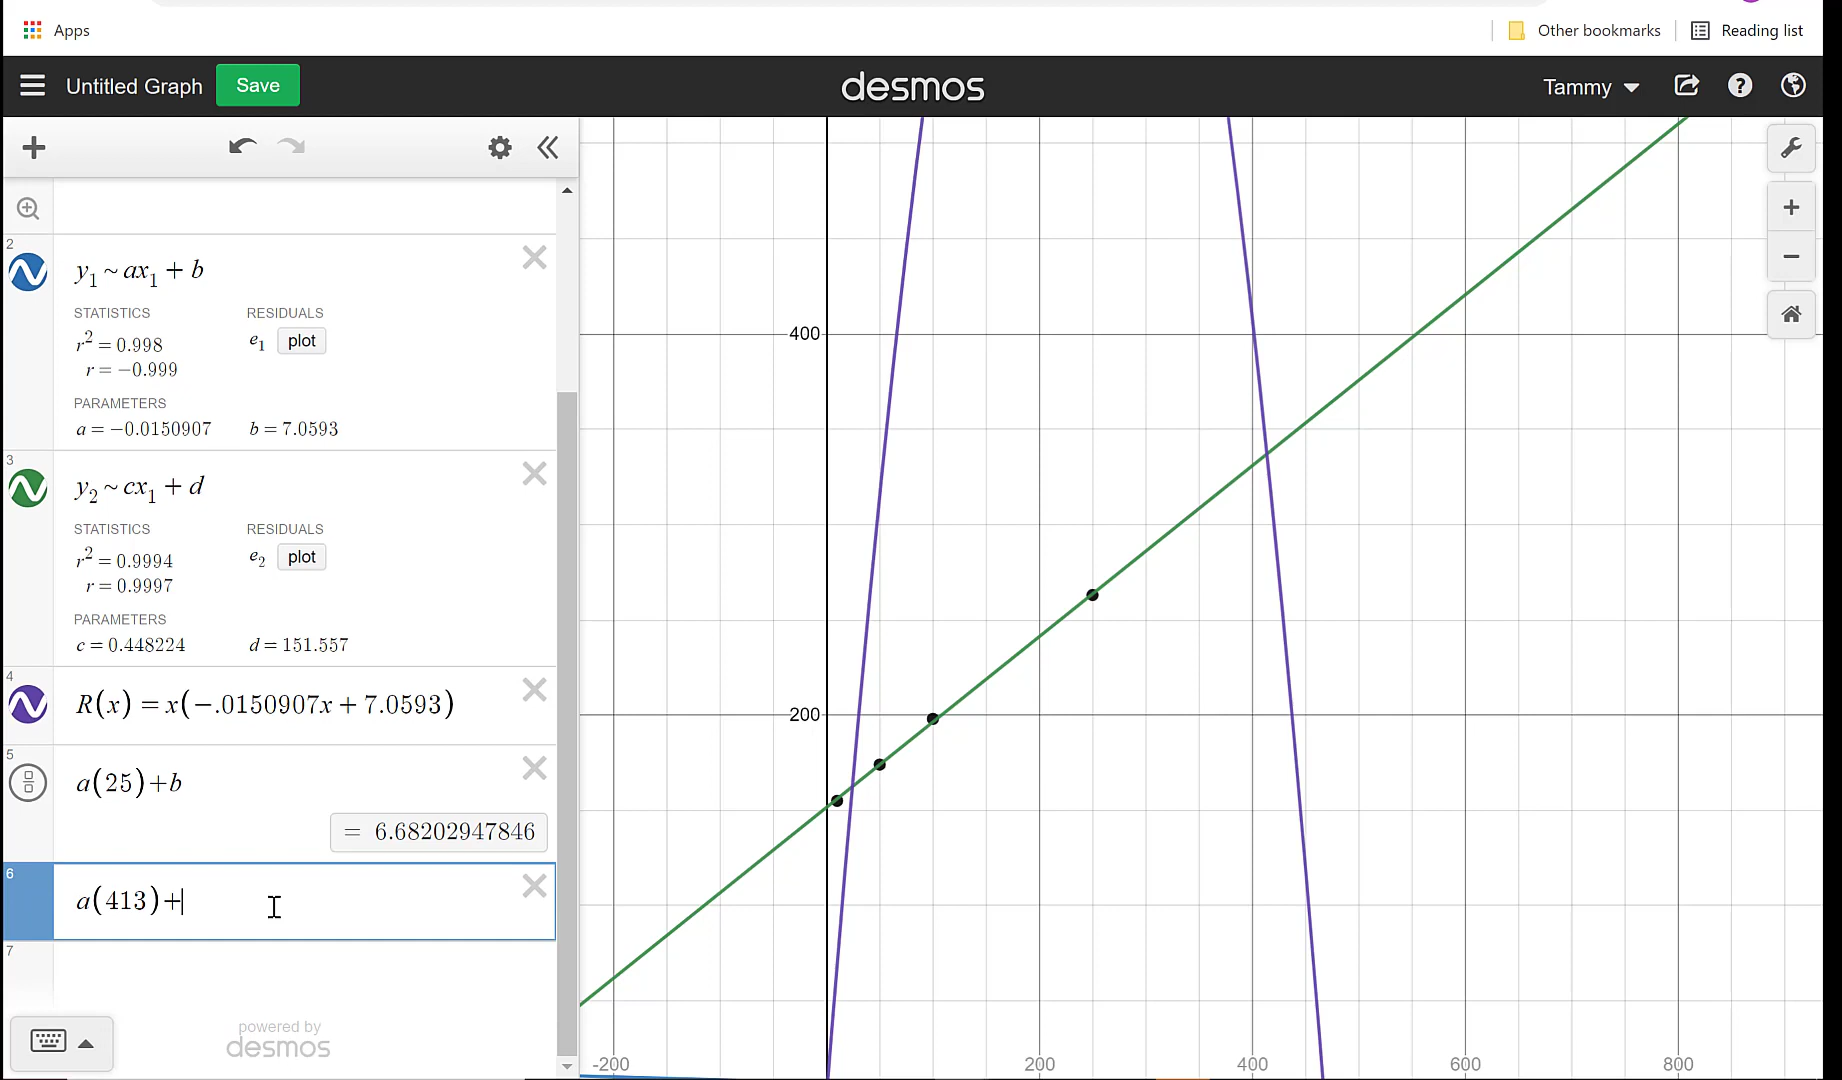 Apps
Other bookmarks
Reading list
Untitled Graph
Save
desmos
Tammy
2
y₁ ~ ax₁ + b
STATISTICS
RESIDUALS
r² = 0.998
e₁ plot
r = −0.999
PARAMETERS
a = −0.0150907
b = 7.0593
3
y₂ ~ cx₁ + d
STATISTICS
RESIDUALS
r² = 0.9994
e₂ plot
r = 0.9997
PARAMETERS
c = 0.448224
d = 151.557
4
R(x) = x(−.0150907x + 7.0593)
5
a(25)+b
= 6.68202947846
6
a(413)+
7
powered by
desmos
400
200
-200
200
400
600
800